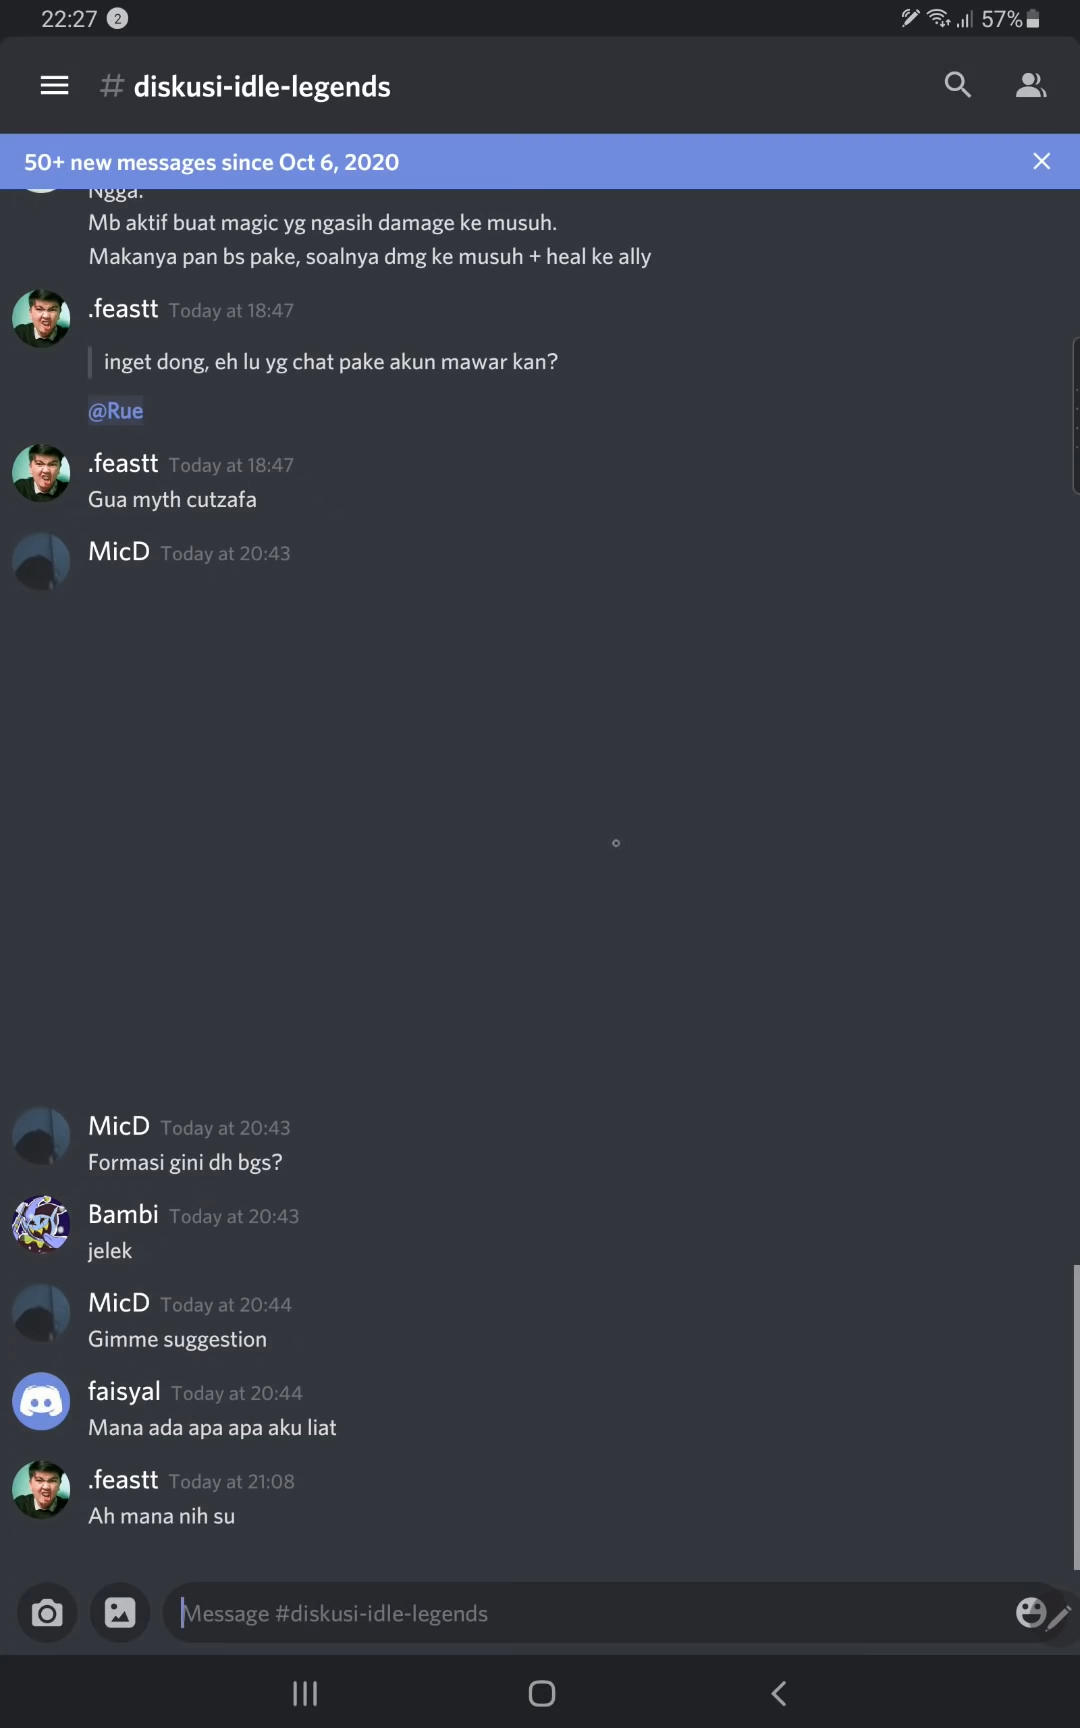 22:27 2 57%
# diskusi-idle-legends
50+ new messages since Oct 6, 2020
Ngga.
Mb aktif buat magic yg ngasih damage ke musuh.
Makanya pan bs pake, soalnya dmg ke musuh + heal ke ally
.feastt Today at 18:47
inget dong, eh lu yg chat pake akun mawar kan?
@Rue
.feastt Today at 18:47
Gua myth cutzafa
MicD Today at 20:43
MicD Today at 20:43
Formasi gini dh bgs?
Bambi Today at 20:43
jelek
MicD Today at 20:44
Gimme suggestion
faisyal Today at 20:44
Mana ada apa apa aku liat
.feastt Today at 21:08
Ah mana nih su
Message #diskusi-idle-legends